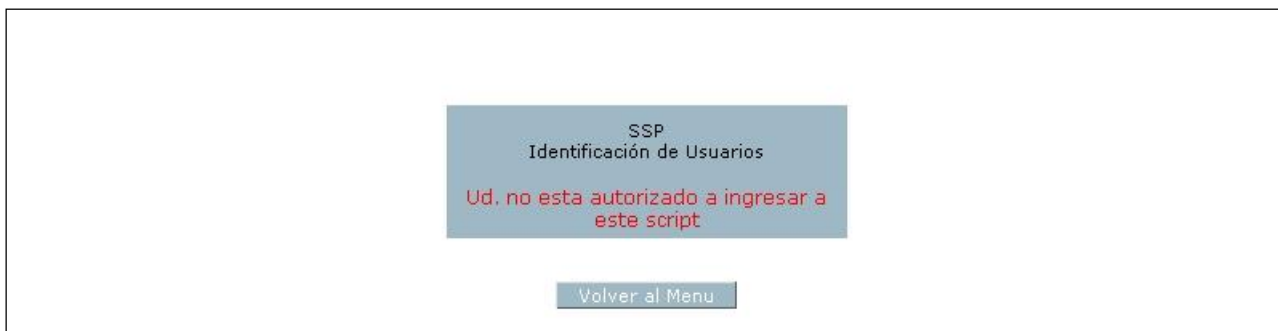 SSP
Identificación de Usuarios
Ud. no esta autorizado a ingresar a
este script
Volver al Menu